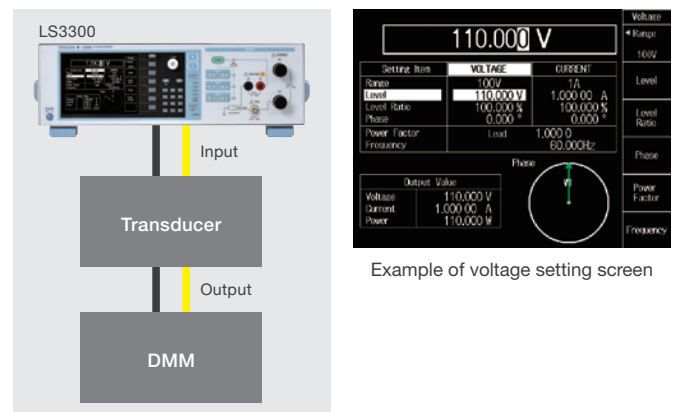 LS3300
Input
Transducer
Output
DMM
Voltage
110.000 V
Range
100V
Setting Item VOLTAGE CURRENT
Range 100V 1A
Level 110.000 V 1.000 00 A
Level Ratio 100.000 % 100.000 %
Phase 0.000 ° 0.000 °
Power Factor Lead 1.000 0
Frequency 60.000Hz
Level
Level
Ratio
Phase
Phase
V1
Output Value
Voltage 110.000 V
Current 1.000 00 A
Power 110.000 W
Power
Factor
Frequency
Example of voltage setting screen